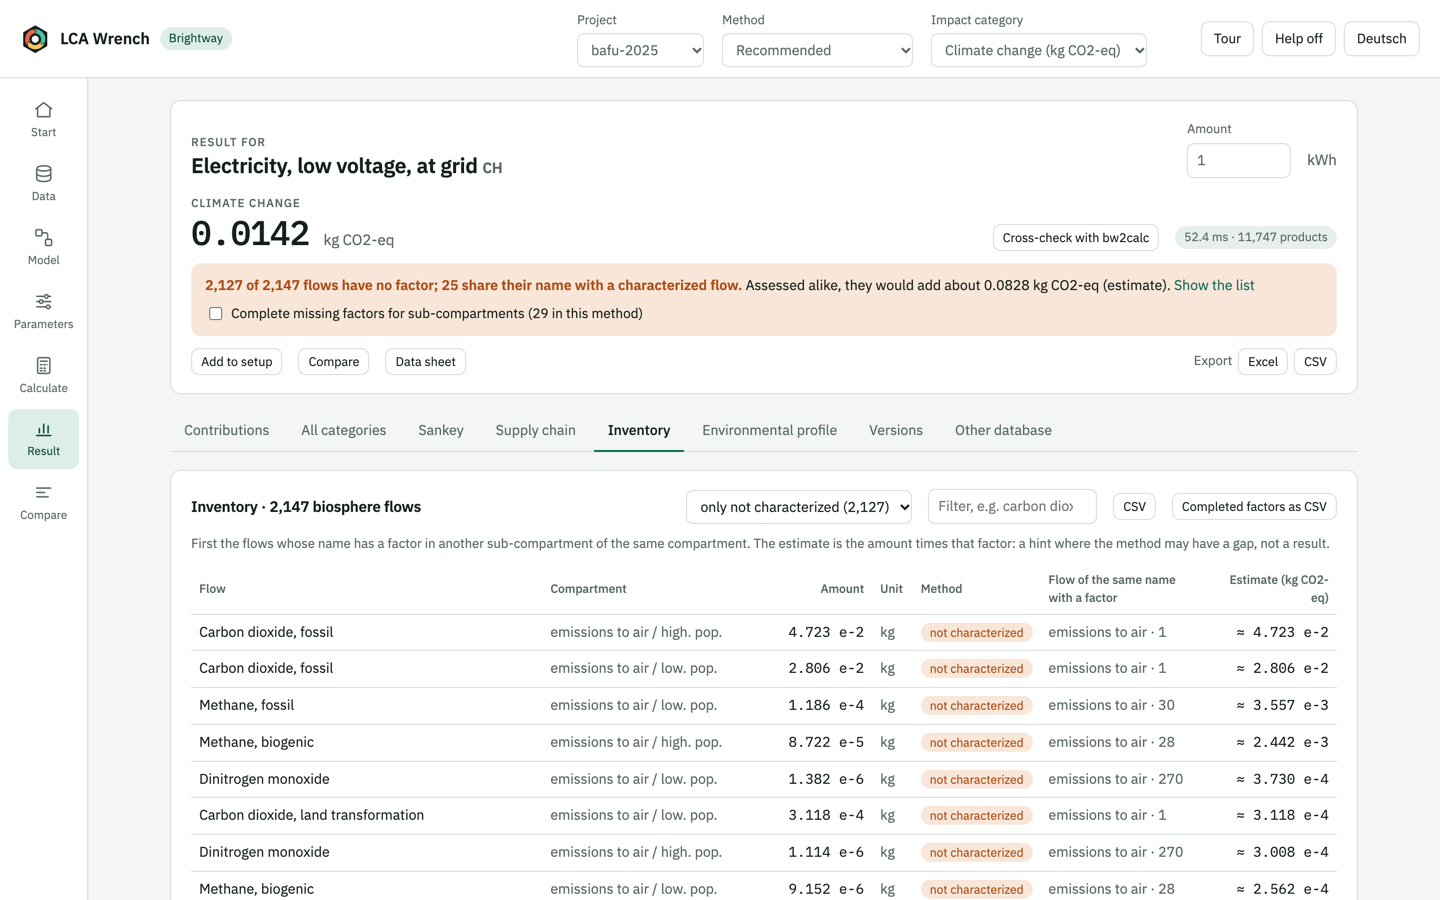 LCA Wrench Brightway
Project
bafu-2025
Method
Recommended
Impact category
Climate change (kg CO2-eq)
Tour Help off Deutsch
Start
Data
Model
Parameters
Calculate
Result
Compare
RESULT FOR
Electricity, low voltage, at grid CH
Amount
1 kWh
CLIMATE CHANGE
0.0142 kg CO2-eq
Cross-check with bw2calc 52.4 ms · 11,747 products
2,127 of 2,147 flows have no factor; 25 share their name with a characterized flow. Assessed alike, they would add about 0.0828 kg CO2-eq (estimate). Show the list
Complete missing factors for sub-compartments (29 in this method)
Add to setup Compare Data sheet Export Excel CSV
Contributions All categories Sankey Supply chain Inventory Environmental profile Versions Other database
Inventory · 2,147 biosphere flows only not characterized (2,127) Filter, e.g. carbon dio CSV Completed factors as CSV
First the flows whose name has a factor in another sub-compartment of the same compartment. The estimate is the amount times that factor: a hint where the method may have a gap, not a result.
Flow Compartment Amount Unit Method Flow of the same name with a factor Estimate (kg CO2-eq)
Carbon dioxide, fossil emissions to air / high. pop. 4.723 e-2 kg not characterized emissions to air · 1 ≈ 4.723 e-2
Carbon dioxide, fossil emissions to air / low. pop. 2.806 e-2 kg not characterized emissions to air · 1 ≈ 2.806 e-2
Methane, fossil emissions to air / low. pop. 1.186 e-4 kg not characterized emissions to air · 30 ≈ 3.557 e-3
Methane, biogenic emissions to air / high. pop. 8.722 e-5 kg not characterized emissions to air · 28 ≈ 2.442 e-3
Dinitrogen monoxide emissions to air / low. pop. 1.382 e-6 kg not characterized emissions to air · 270 ≈ 3.730 e-4
Carbon dioxide, land transformation emissions to air / low. pop. 3.118 e-4 kg not characterized emissions to air · 1 ≈ 3.118 e-4
Dinitrogen monoxide emissions to air / high. pop. 1.114 e-6 kg not characterized emissions to air · 270 ≈ 3.008 e-4
Methane, biogenic emissions to air / low. pop. 9.152 e-6 kg not characterized emissions to air · 28 ≈ 2.562 e-4